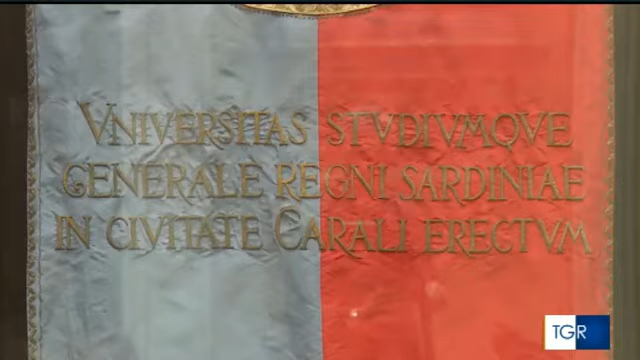 VNIVERSITAS STVDIVMQVE
GENERALE REGNI SARDINIAE
IN CIVITATE CARALI ERECTVM
TGR